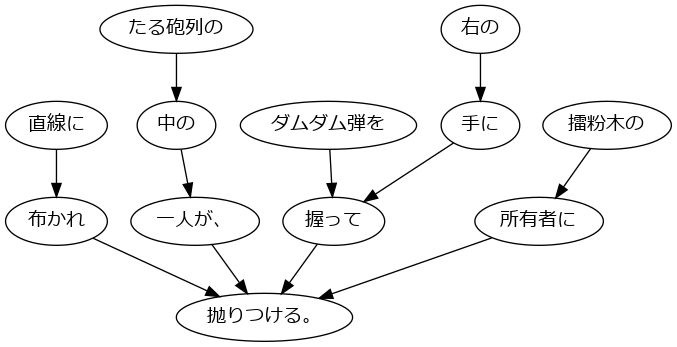 たる砲列の
右の
直線に
中の
ダムダム弾を
手に
擂粉木の
布かれ
一人が、
握って
所有者に
抛りつける。